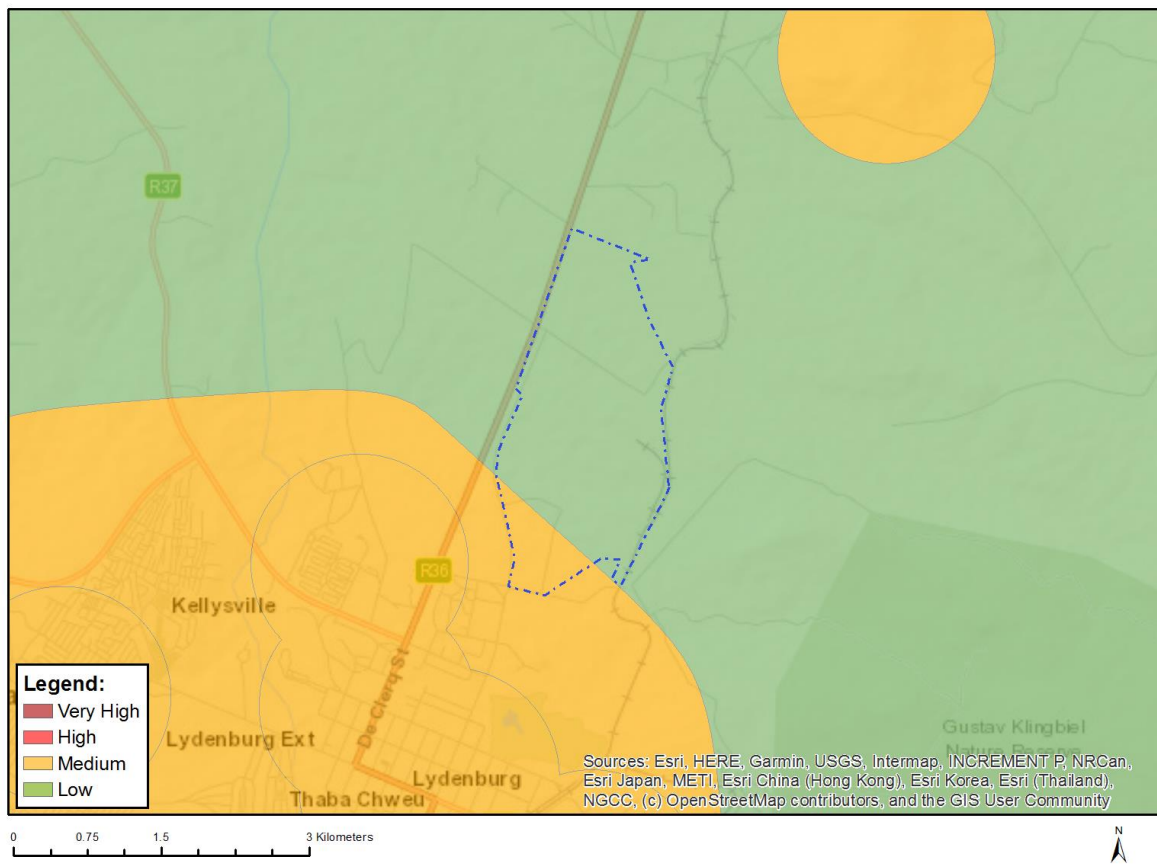 R37
R36
Kellysville
De Clerq St
Lydenburg Ext
Lydenburg
Thaba Chweu
Gustav Klingbiel
Nature Reserve
Legend:
Very High
High
Medium
Low
Sources: Esri, HERE, Garmin, USGS, Intermap, INCREMENT P, NRCan,
Esri Japan, METI, Esri China (Hong Kong), Esri Korea, Esri (Thailand),
NGCC, (c) OpenStreetMap contributors, and the GIS User Community
0 0.75 1.5 3 Kilometers
N